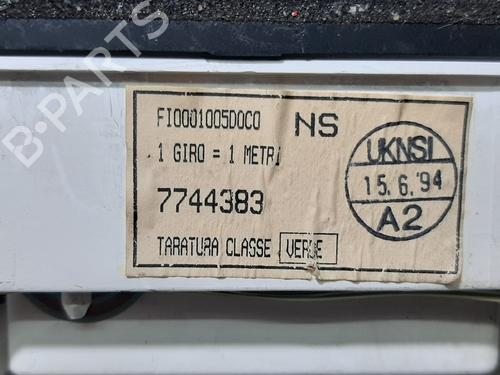 FI0001005D0C0 NS
1 GIRO = 1 METRI
7744383
TARATURA CLASSE VERDE
UKNSI
15.6.'94
A2
B-PARTS